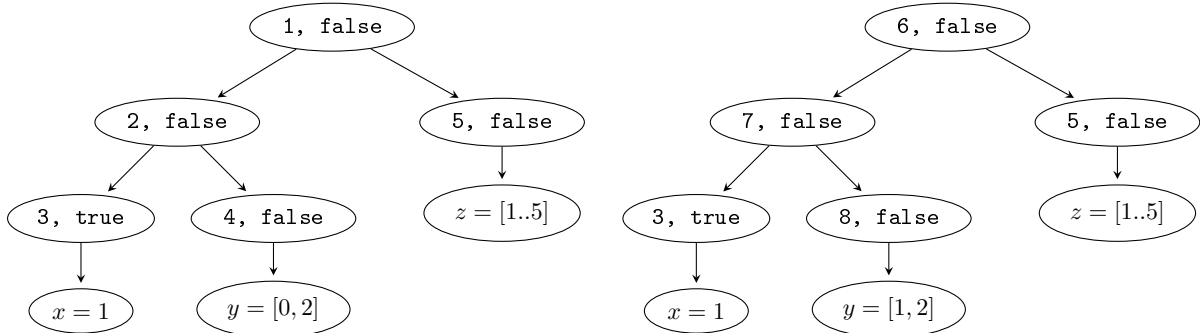 1, false 6, false
2, false 5, false 7, false 5, false
3, true 4, false z = [1..5] 3, true 8, false z = [1..5]
x = 1 y = [0, 2] x = 1 y = [1, 2]